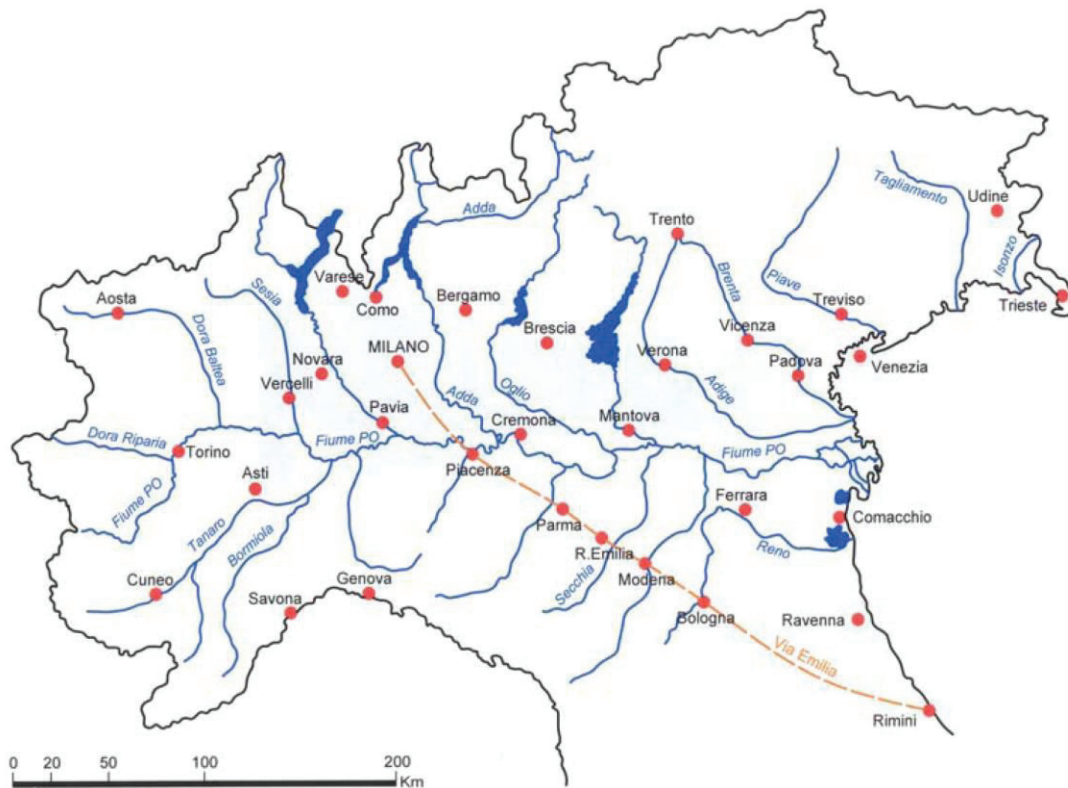 Tagliamento
Udine
Adda
Trento
Isonzo
Varese
Sesia
Brenta
Piave
Trieste
Aosta
Como
Bergamo
Treviso
Dora Baltea
Brescia
Vicenza
MILANO
Novara
Verona
Padova
Venezia
Vercelli
Adda
Oglio
Adige
Pavia
Cremona
Mantova
Dora Riparia
Torino
Fiume PO
Fiume PO
Piacenza
Asti
Fiume PO
Ferrara
Parma
Comacchio
Tanaro
Bormiola
R.Emilia
Reno
Secchia
Modena
Cuneo
Genova
Savona
Bologna
Ravenna
Via Emilia
Rimini
0 20 100 200
Km